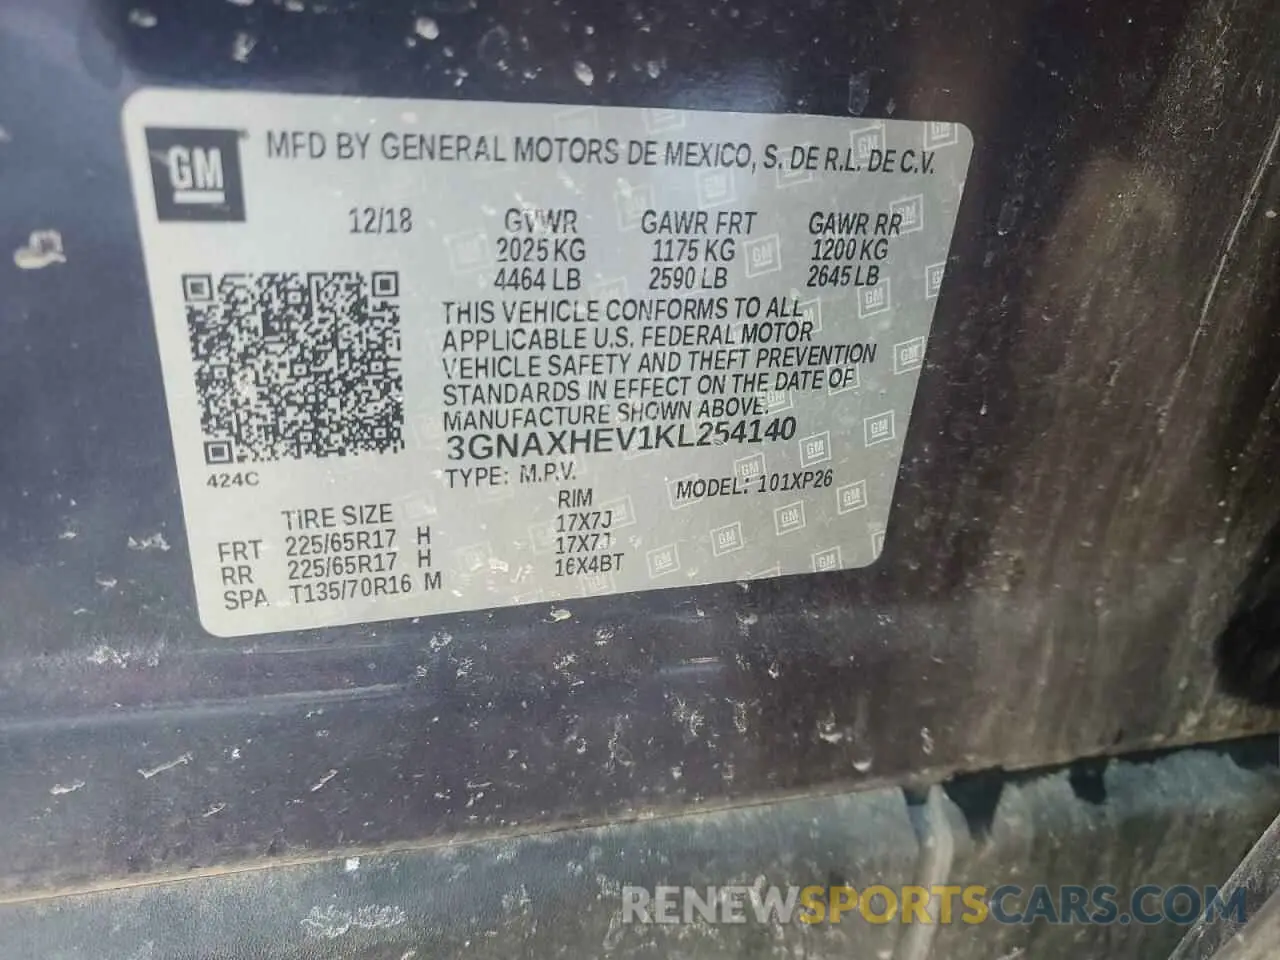 GM
MFD BY GENERAL MOTORS DE MEXICO, S. DE R.L. DE C.V.
12/18 GVWR GAWR FRT GAWR RR
2025 KG 1175 KG 1200 KG
4464 LB 2590 LB 2645 LB
THIS VEHICLE CONFORMS TO ALL
APPLICABLE U.S. FEDERAL MOTOR
VEHICLE SAFETY AND THEFT PREVENTION
STANDARDS IN EFFECT ON THE DATE OF
MANUFACTURE SHOWN ABOVE.
3GNAXHEV1KL254140
424C
TYPE: M.P.V. MODEL: 101XP26
TIRE SIZE RIM
FRT 225/65R17 H 17X7J
RR 225/65R17 H 17X7J
SPA T135/70R16 M 16X4BT
RENEWSPORTSCARS.COM